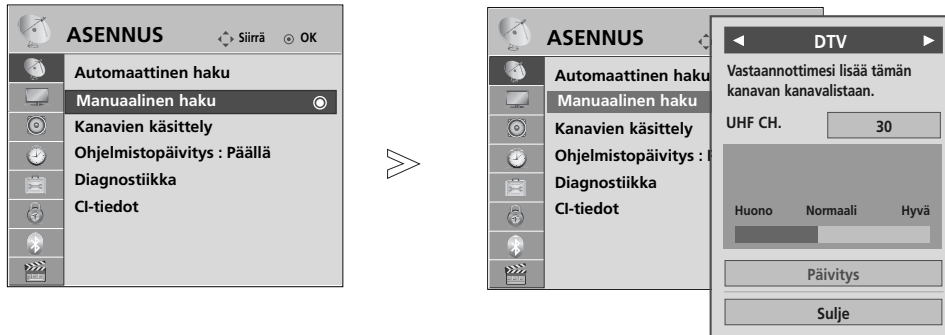 ASENNUS Siirrä OK
Automaattinen haku
Manuaalinen haku
Kanavien käsittely
Ohjelmistopäivitys : Päällä
Diagnostiikka
CI-tiedot
ASENNUS
Automaattinen haku
Manuaalinen haku
Kanavien käsittely
Ohjelmistopäivitys :
Diagnostiikka
CI-tiedot
DTV
Vastaannottimesi lisää tämän
kanavan kanavalistaan.
UHF CH. 30
Huono Normaali Hyvä
Päivitys
Sulje